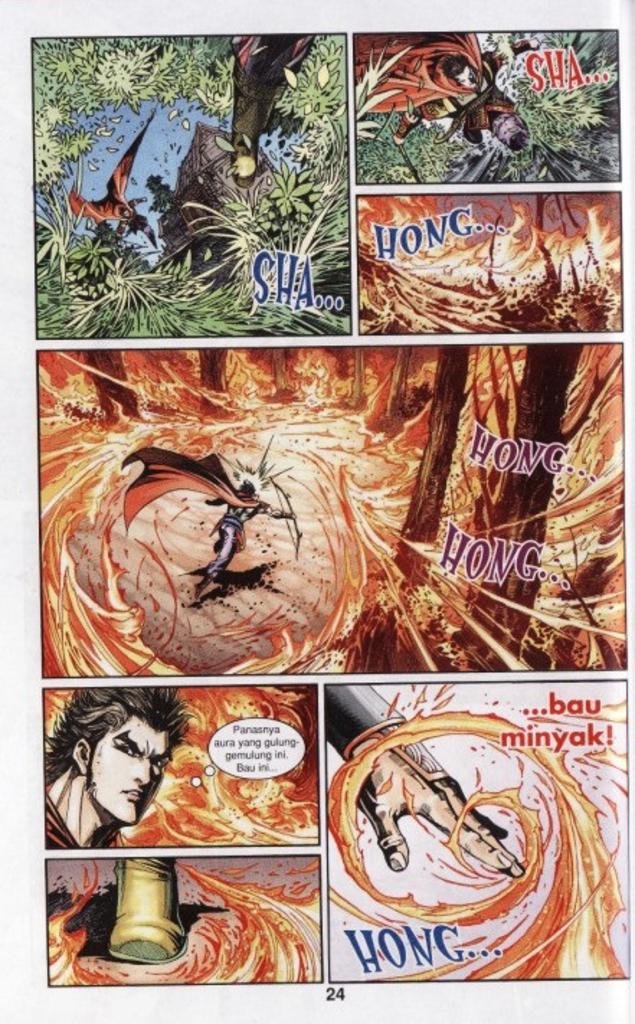 SHA...
SHA...
HONG...
HONG...
HONG...
Panasnya
aura yang gulung-
gemulung ini.
Bau ini...
...bau
minyak!
HONG...
24